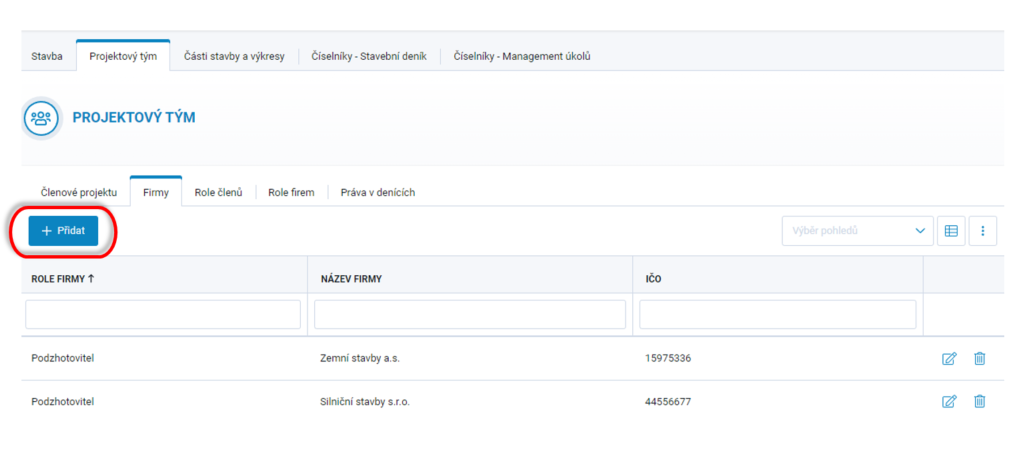 Stavba Projektový tým Části stavby a výkresy Číselníky - Stavební deník Číselníky - Management úkolů
PROJEKTOVÝ TÝM
Členové projektu Firmy Role členů Role firem Práva v denících
+ Přidat Výběr pohledů
ROLE FIRMY ↑ NÁZEV FIRMY IČO
Podzhotovitel Zemní stavby a.s. 15975336
Podzhotovitel Silniční stavby s.r.o. 44556677